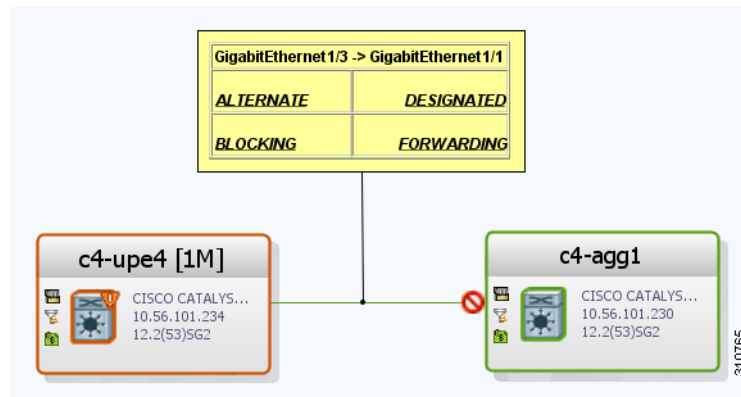 GigabitEthernet1/3 -> GigabitEthernet1/1
ALTERNATE DESIGNATED
BLOCKING FORWARDING
c4-upe4 [1M]
CISCO CATALYS...
10.56.101.234
12.2(53)SG2
c4-agg1
CISCO CATALYS...
10.56.101.230
12.2(53)SG2
310765